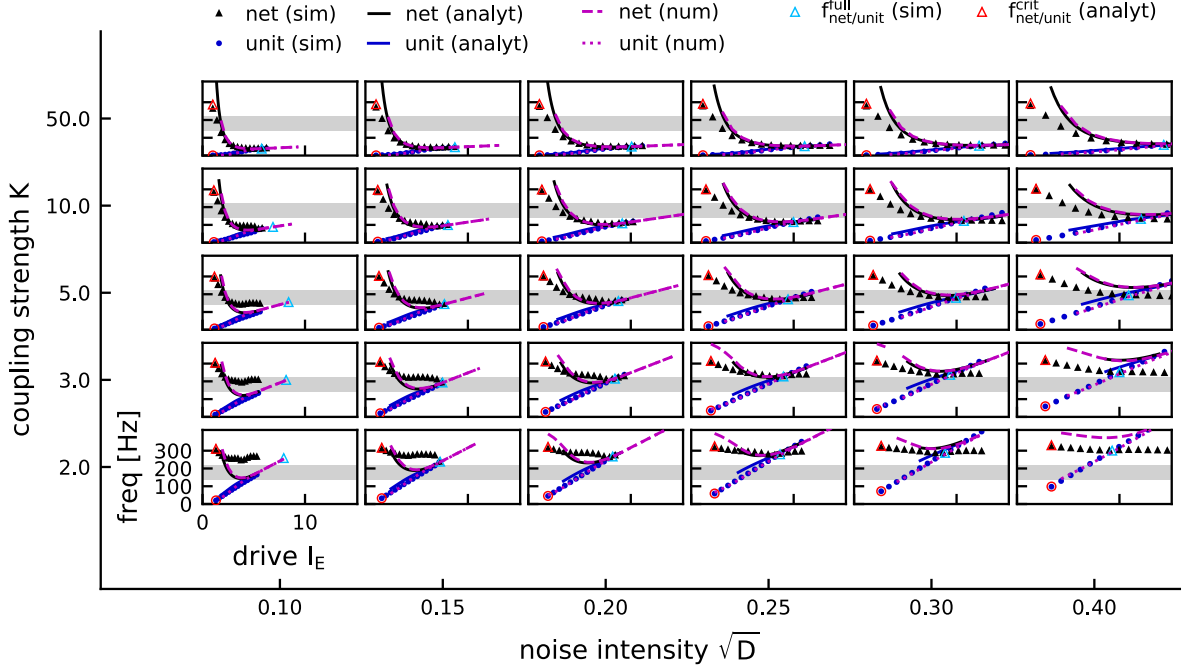 net (sim) net (analyt) net (num) f^full_net/unit (sim) f^crit_net/unit (analyt)
unit (sim) unit (analyt) unit (num)
coupling strength K
50.0
10.0
5.0
3.0
2.0
freq [Hz]
300
200
100
0
0 10
drive I_E
0.10 0.15 0.20 0.25 0.30 0.40
noise intensity √D